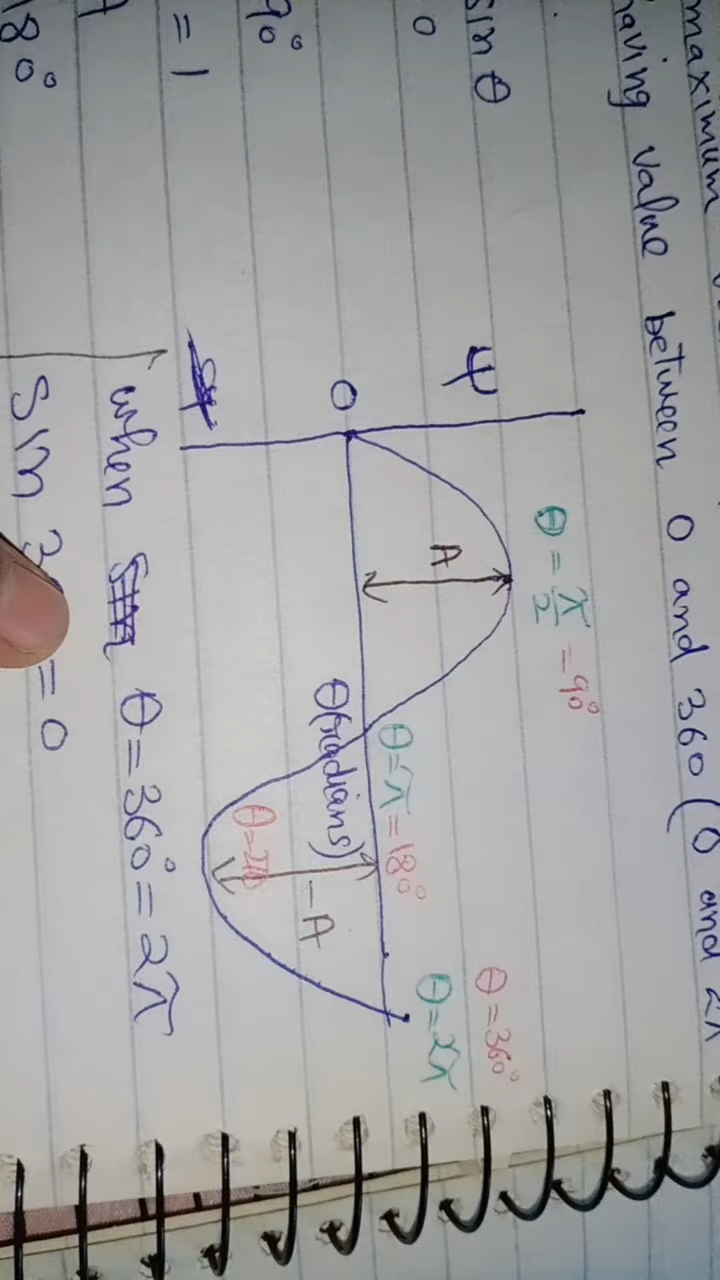 maximum
having value between 0 and 360 (0 and 2π
sin θ
0
90°
= 1
180°
Ψ
0
A
θ = π/2 = 90°
θ = π = 180°
θ (radians)
-A
θ = 360°
θ = 2π
when θ = 360° = 2π
= 0